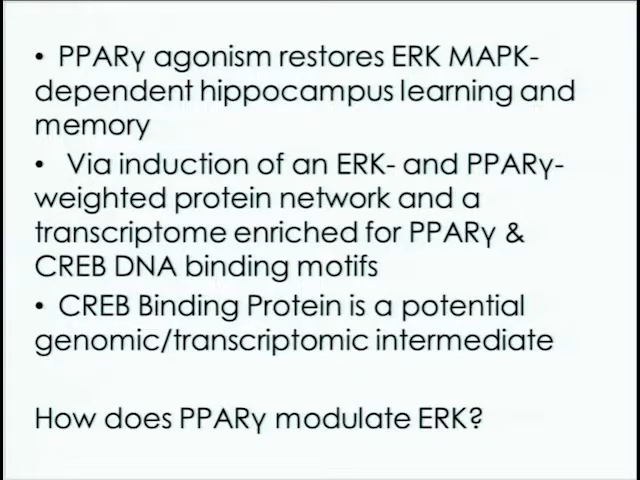 • PPARγ agonism restores ERK MAPK-
dependent hippocampus learning and
memory
• Via induction of an ERK- and PPARγ-
weighted protein network and a
transcriptome enriched for PPARγ &
CREB DNA binding motifs
• CREB Binding Protein is a potential
genomic/transcriptomic intermediate
How does PPARγ modulate ERK?